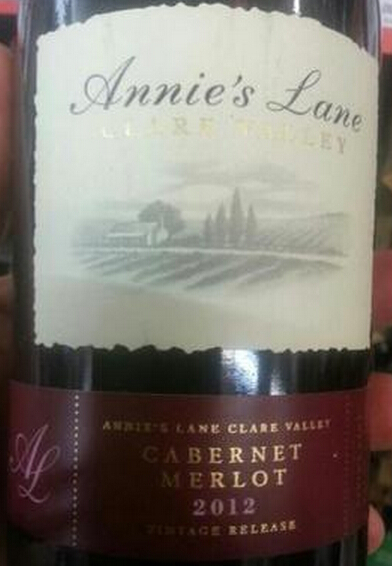 Annie's Lane
CLARE VALLEY
AL
ANNIE'S LANE CLARE VALLEY
CABERNET
MERLOT
2012
VINTAGE RELEASE